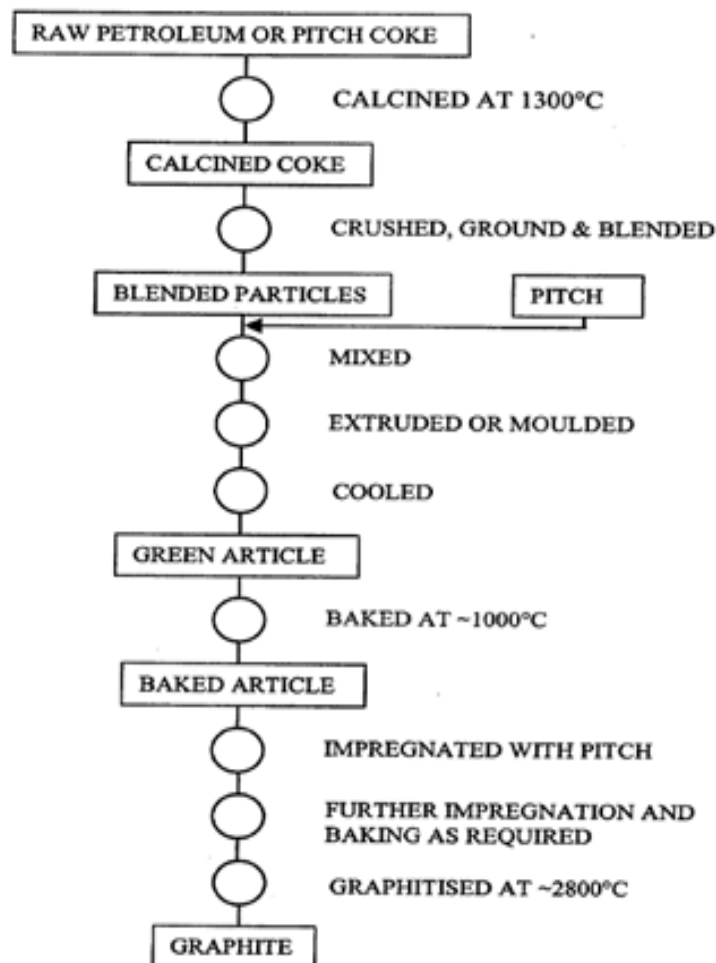 RAW PETROLEUM OR PITCH COKE
CALCINED AT 1300°C
CALCINED COKE
CRUSHED, GROUND & BLENDED
BLENDED PARTICLES
PITCH
MIXED
EXTRUDED OR MOULDED
COOLED
GREEN ARTICLE
BAKED AT ~1000°C
BAKED ARTICLE
IMPREGNATED WITH PITCH
FURTHER IMPREGNATION AND
BAKING AS REQUIRED
GRAPHITISED AT ~2800°C
GRAPHITE